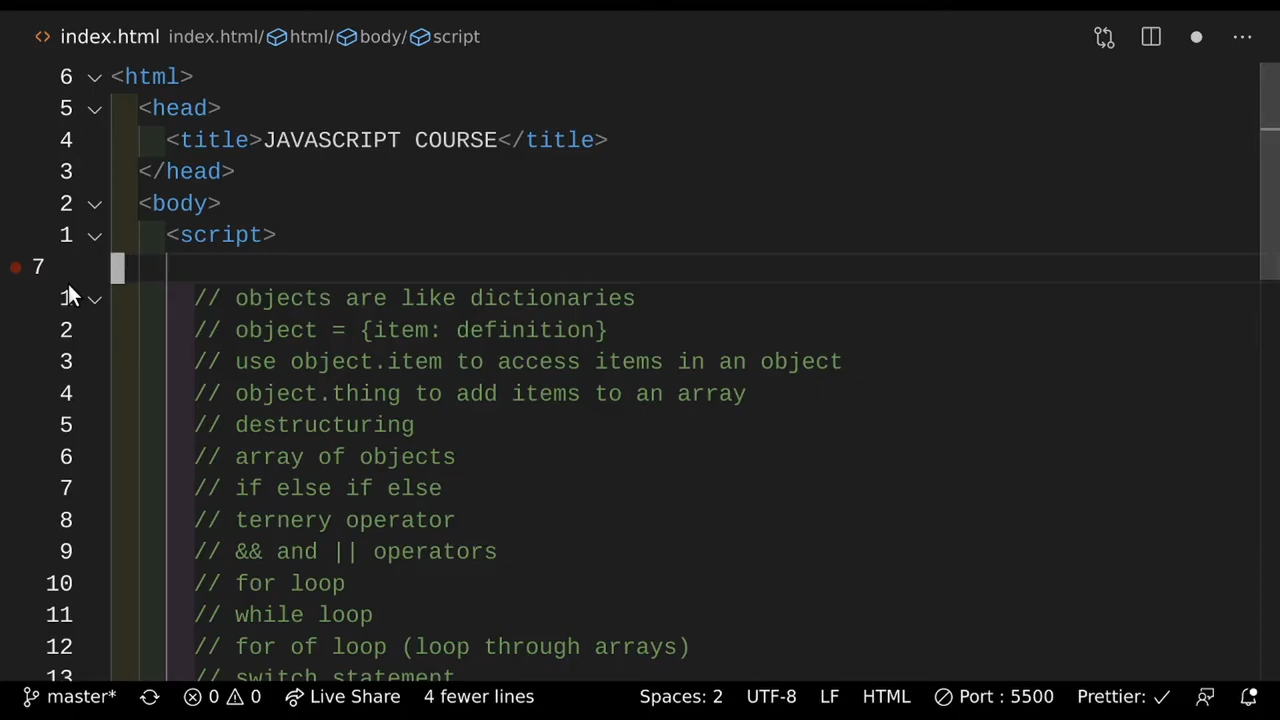 index.html index.html/html/body/script
6 <html>
5 <head>
4 <title>JAVASCRIPT COURSE</title>
3 </head>
2 <body>
1 <script>
7
1 // objects are like dictionaries
2 // object = {item: definition}
3 // use object.item to access items in an object
4 // object.thing to add items to an array
5 // destructuring
6 // array of objects
7 // if else if else
8 // ternery operator
9 // && and || operators
10 // for loop
11 // while loop
12 // for of loop (loop through arrays)
13 // switch statement
master* 0 0 Live Share 4 fewer lines Spaces: 2 UTF-8 LF HTML Port : 5500 Prettier: